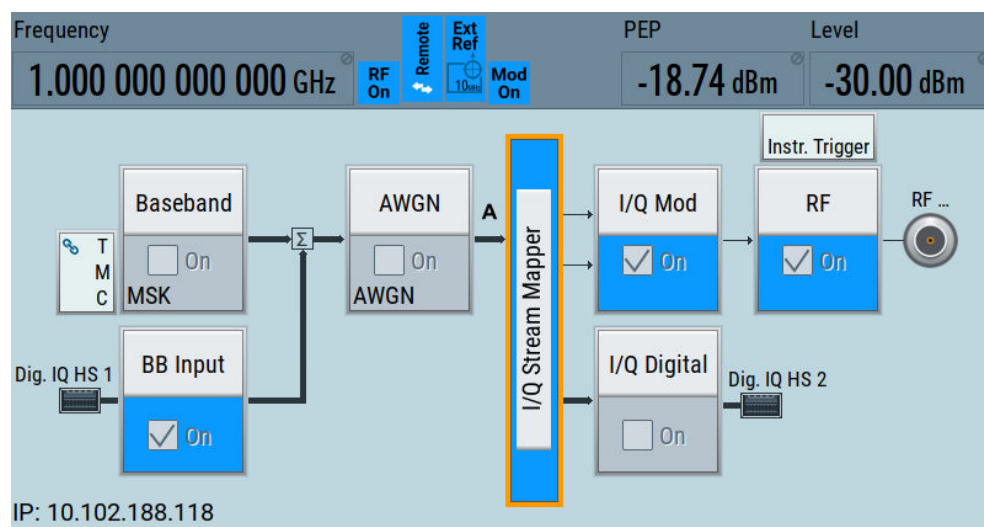 Frequency
PEP
Level
1.000 000 000 000 GHz
RF
On
Remote
Ext
Ref
10MHz
Mod
On
-18.74 dBm
-30.00 dBm
Instr. Trigger
Baseband
On
MSK
T
M
C
Σ
AWGN
On
AWGN
A
I/Q Stream Mapper
I/Q Mod
On
RF
On
RF ...
Dig. IQ HS 1
BB Input
On
I/Q Digital
On
Dig. IQ HS 2
IP: 10.102.188.118